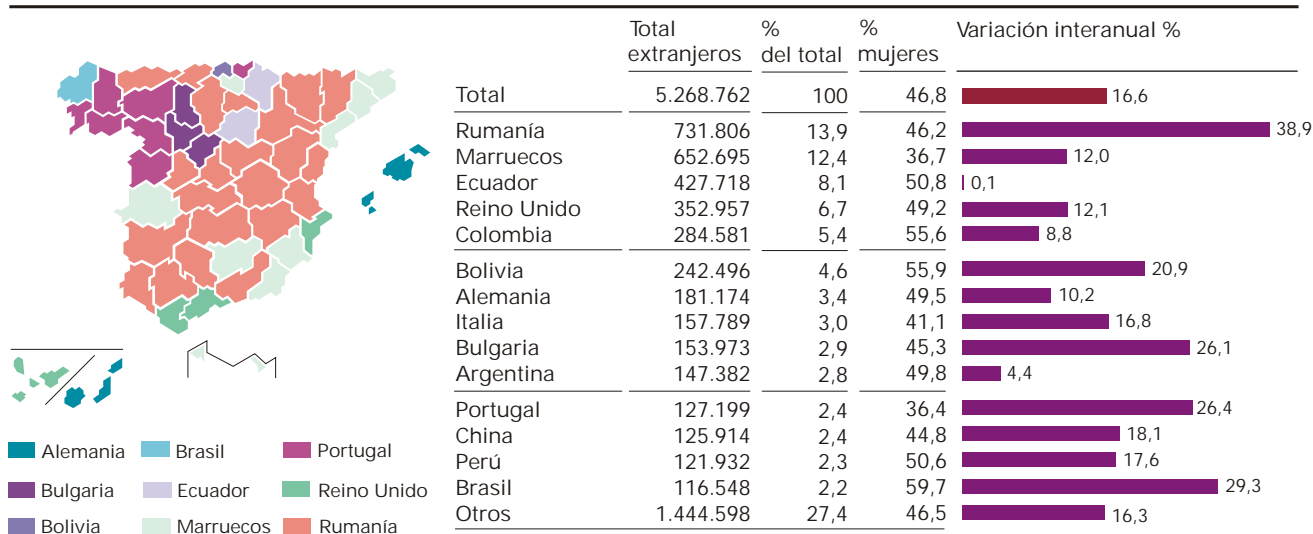 Total extranjeros % del total % mujeres Variación interanual %
Total 5.268.762 100 46,8 16,6
Rumanía 731.806 13,9 46,2 38,9
Marruecos 652.695 12,4 36,7 12,0
Ecuador 427.718 8,1 50,8 0,1
Reino Unido 352.957 6,7 49,2 12,1
Colombia 284.581 5,4 55,6 8,8
Bolivia 242.496 4,6 55,9 20,9
Alemania 181.174 3,4 49,5 10,2
Italia 157.789 3,0 41,1 16,8
Bulgaria 153.973 2,9 45,3 26,1
Argentina 147.382 2,8 49,8 4,4
Portugal 127.199 2,4 36,4 26,4
China 125.914 2,4 44,8 18,1
Perú 121.932 2,3 50,6 17,6
Brasil 116.548 2,2 59,7 29,3
Otros 1.444.598 27,4 46,5 16,3
Alemania Brasil Portugal
Bulgaria Ecuador Reino Unido
Bolivia Marruecos Rumanía